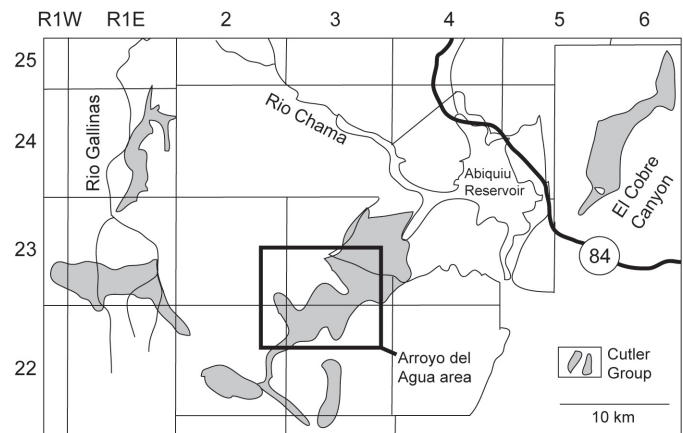 R1W R1E 2 3 4 5 6
25
24
23
22
Rio Gallinas
Rio Chama
Abiquiu
Reservoir
El Cobre
Canyon
84
Arroyo del
Agua area
Cutler
Group
10 km